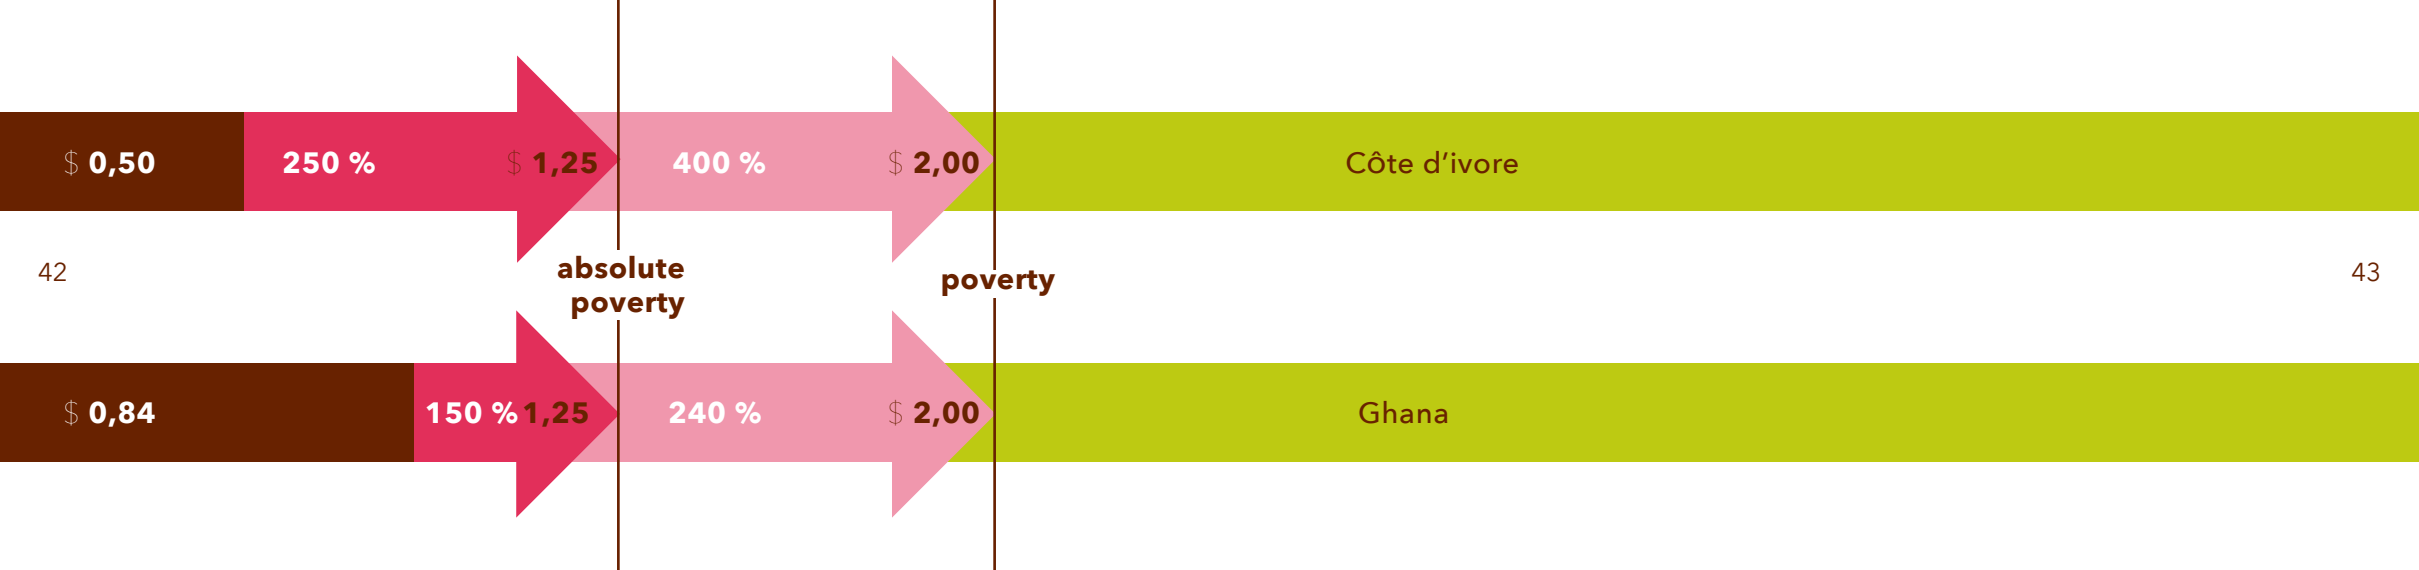 $ 0,50 250 % $ 1,25 400 % $ 2,00 Côte d’ivore
42
absolute
poverty
poverty
43
$ 0,84 150 % 1,25 240 % $ 2,00 Ghana